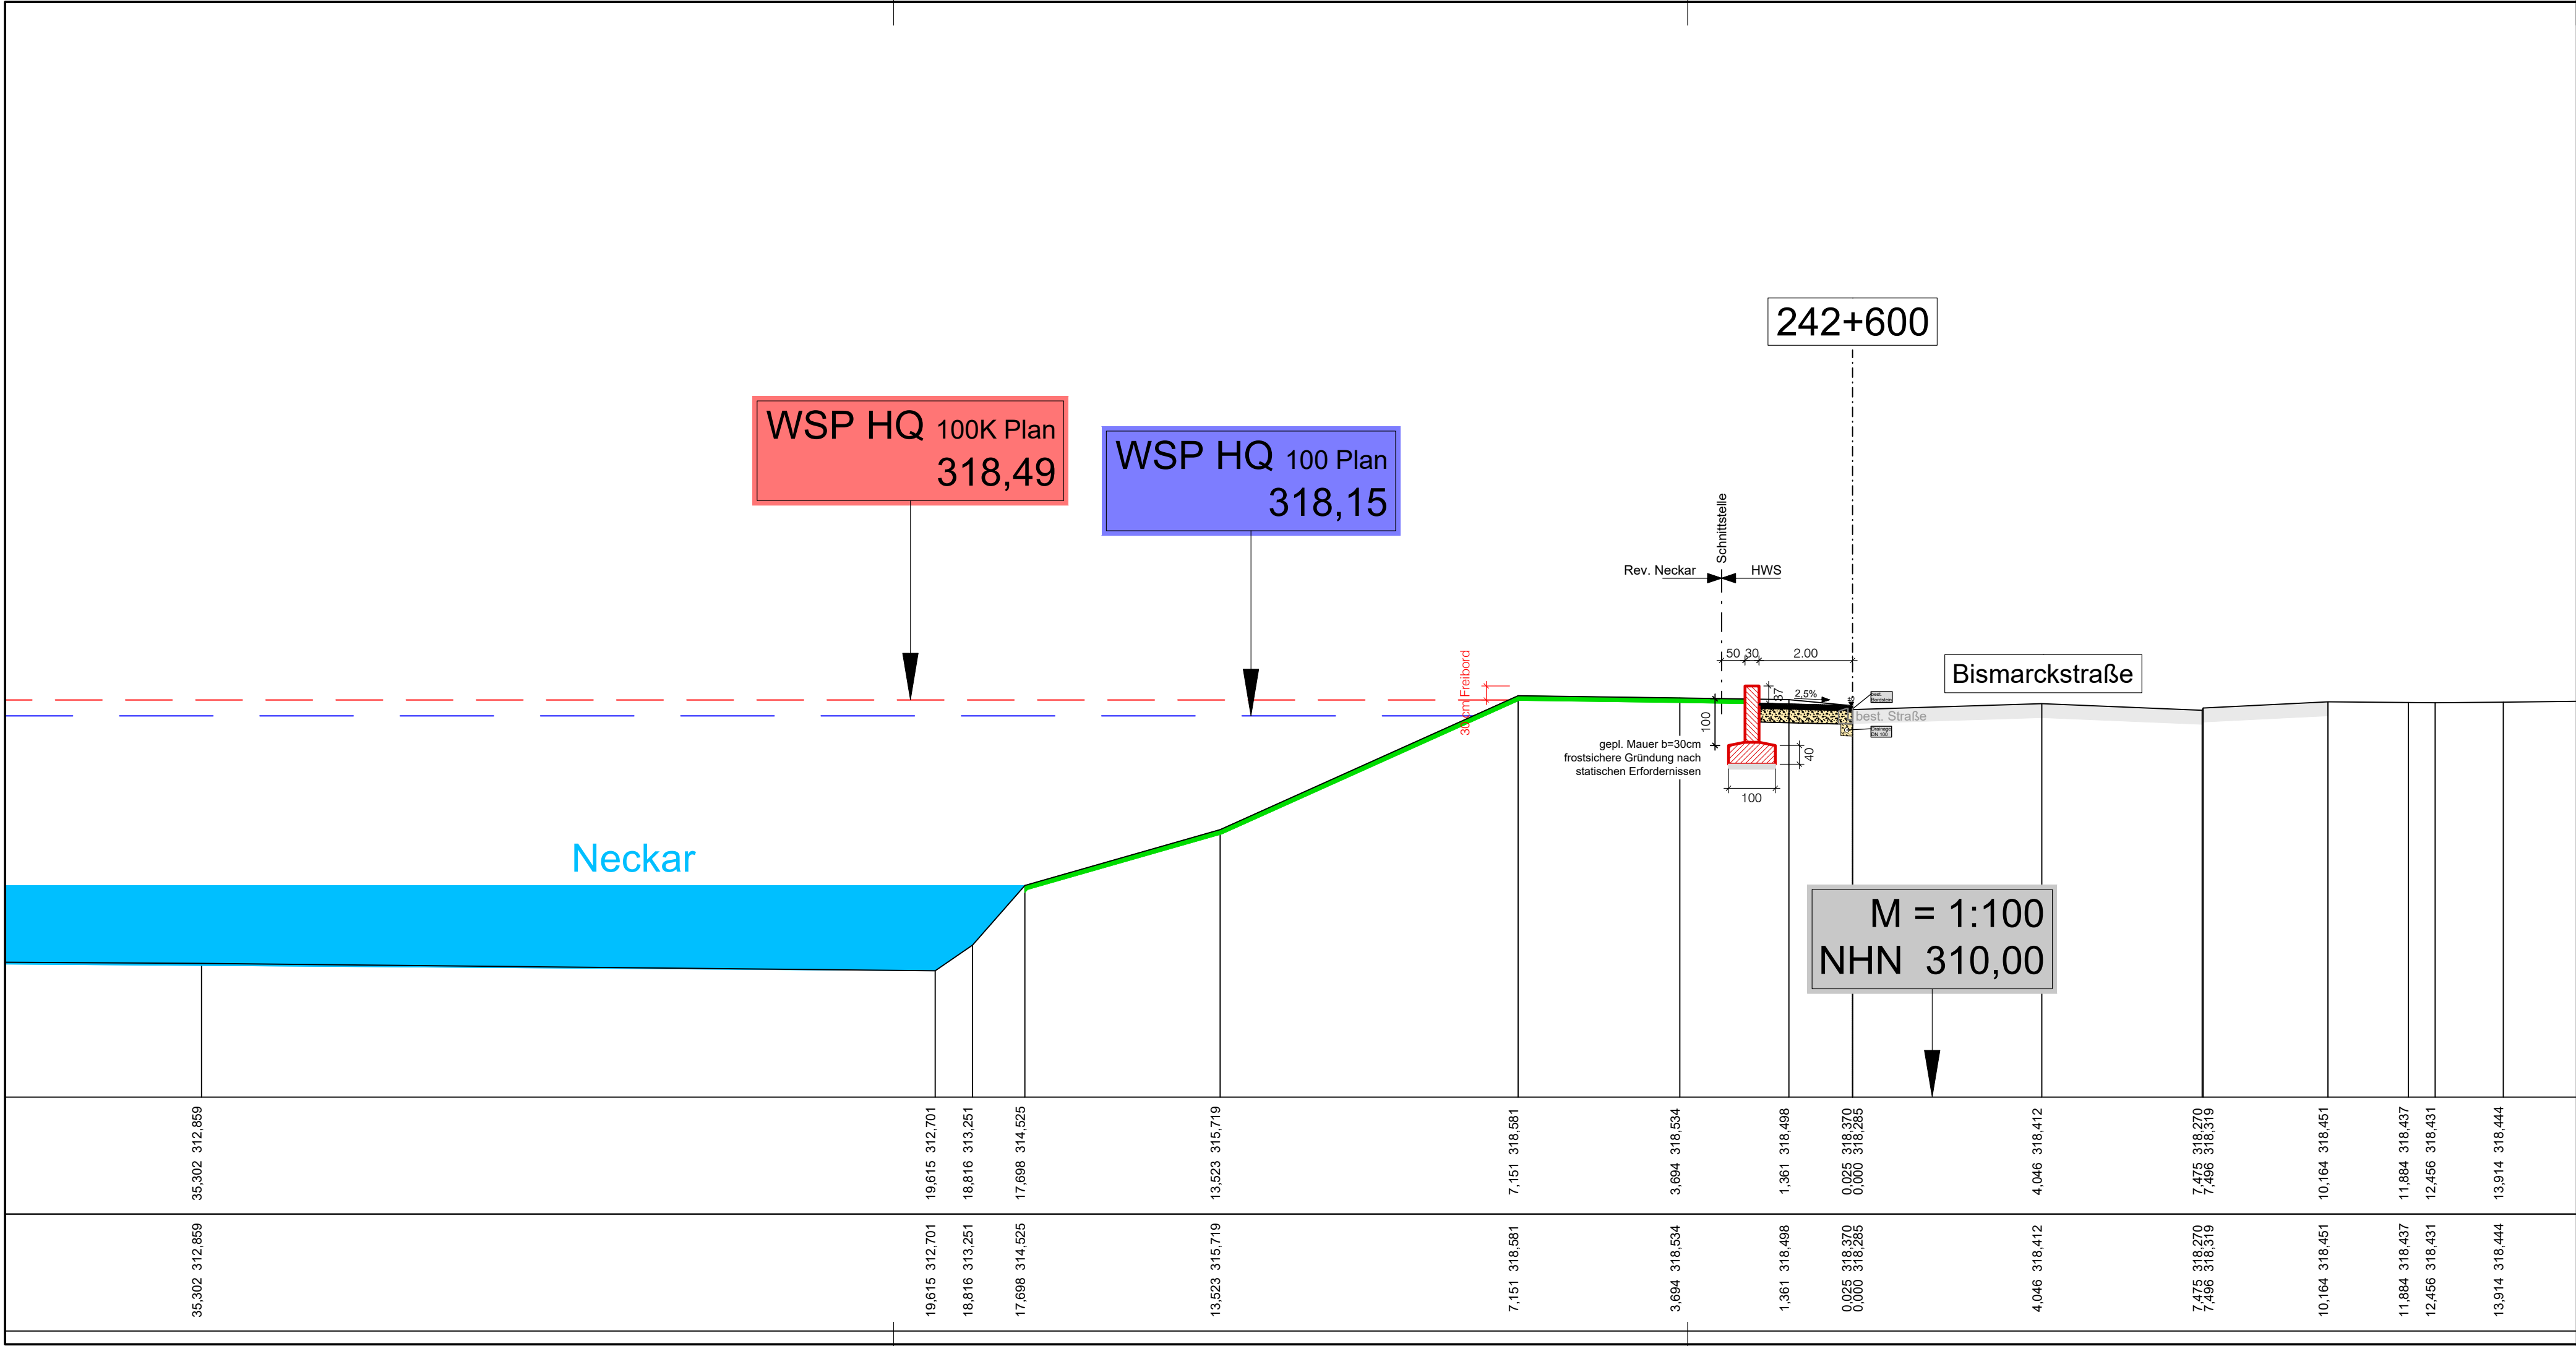 242+600
WSP HQ 100K Plan
318,49
WSP HQ 100 Plan
318,15
Schnittstelle
Rev. Neckar
HWS
50 30 2.00
Bismarckstraße
30cm Freibord
37
2,5%
best.
Bordstein
best. Straße
Drainage
DN 100
100
gepl. Mauer b=30cm
frostsichere Gründung nach
statischen Erfordernissen
40
100
Neckar
M = 1:100
NHN 310,00
35,302 312,859
19,615 312,701
18,816 313,251
17,698 314,525
13,523 315,719
7,151 318,581
3,694 318,534
1,361 318,498
0,025 318,370
0,000 318,285
4,046 318,412
7,475 318,270
7,496 318,319
10,164 318,451
11,884 318,437
12,456 318,431
13,914 318,444
35,302 312,859
19,615 312,701
18,816 313,251
17,698 314,525
13,523 315,719
7,151 318,581
3,694 318,534
1,361 318,498
0,025 318,370
0,000 318,285
4,046 318,412
7,475 318,270
7,496 318,319
10,164 318,451
11,884 318,437
12,456 318,431
13,914 318,444